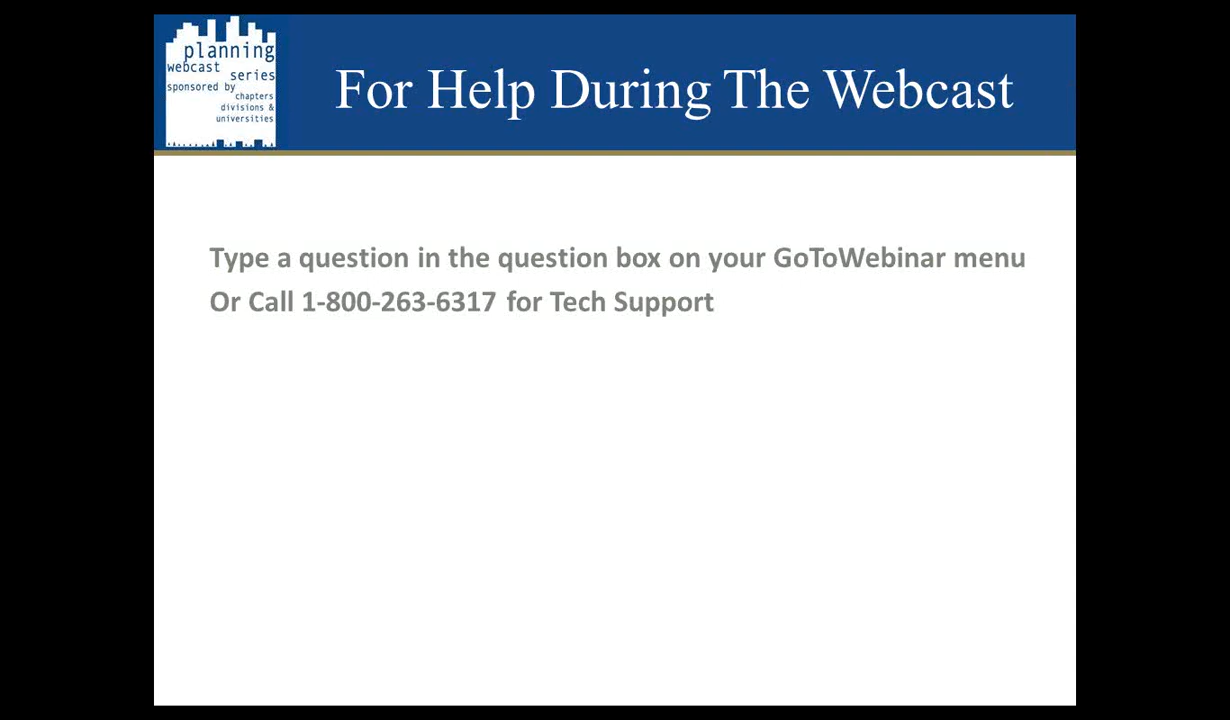 planning
webcast
series
sponsored by
chapters
divisions &
universities
For Help During The Webcast
Type a question in the question box on your GoToWebinar menu
Or Call 1-800-263-6317 for Tech Support